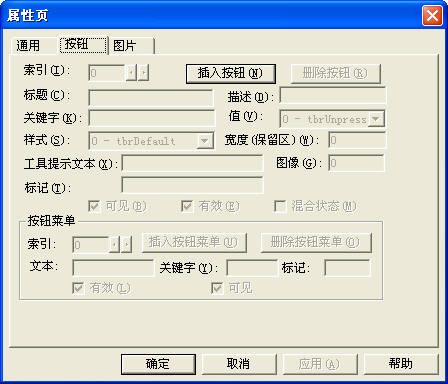 属性页
通用 按钮 图片
索引(I): 0 插入按钮(N) 删除按钮(R)
标题(C): 描述(D):
关键字(K): 值(V): 0 - tbrUnpress
样式(S): 0 - tbrDefault 宽度(保留区)(W): 0
工具提示文本(X): 图像(G): 0
标记(T):
可见(B) 有效(E) 混合状态(M)
按钮菜单
索引: 0 插入按钮菜单(U) 删除按钮菜单(O)
文本: 关键字(Y): 标记:
有效(L) 可见
确定 取消 应用(A) 帮助